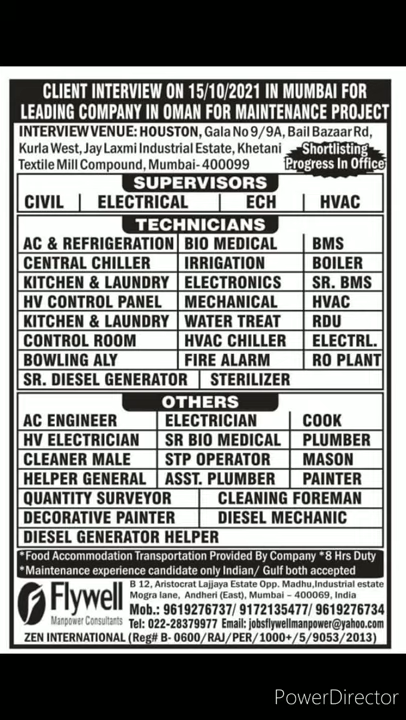 CLIENT INTERVIEW ON 15/10/2021 IN MUMBAI FOR
LEADING COMPANY IN OMAN FOR MAINTENANCE PROJECT
INTERVIEW VENUE: HOUSTON, Gala No 9/9A, Bail Bazaar Rd,
Kurla West, Jay Laxmi Industrial Estate, Khetani
Textile Mill Compound, Mumbai- 400099
Shortlisting
Progress In Office
SUPERVISORS
CIVIL ELECTRICAL ECH HVAC
TECHNICIANS
AC & REFRIGERATION BIO MEDICAL BMS
CENTRAL CHILLER IRRIGATION BOILER
KITCHEN & LAUNDRY ELECTRONICS SR. BMS
HV CONTROL PANEL MECHANICAL HVAC
KITCHEN & LAUNDRY WATER TREAT RDU
CONTROL ROOM HVAC CHILLER ELECTRL.
BOWLING ALY FIRE ALARM RO PLANT
SR. DIESEL GENERATOR STERILIZER
OTHERS
AC ENGINEER ELECTRICIAN COOK
HV ELECTRICIAN SR BIO MEDICAL PLUMBER
CLEANER MALE STP OPERATOR MASON
HELPER GENERAL ASST. PLUMBER PAINTER
QUANTITY SURVEYOR CLEANING FOREMAN
DECORATIVE PAINTER DIESEL MECHANIC
DIESEL GENERATOR HELPER
*Food Accommodation Transportation Provided By Company *8 Hrs Duty
*Maintenance experience candidate only Indian/ Gulf both accepted
Flywell
Manpower Consultants
B 12, Aristocrat Lajjaya Estate Opp. Madhu,Industrial estate
Mogra lane, Andheri (East), Mumbai – 400069, India
Mob.: 9619276737/ 9172135477/ 9619276734
Tel: 022-28379977 Email: jobsflywellmanpower@yahoo.com
ZEN INTERNATIONAL (Reg# B- 0600/RAJ/PER/1000+/5/9053/2013)
PowerDirector